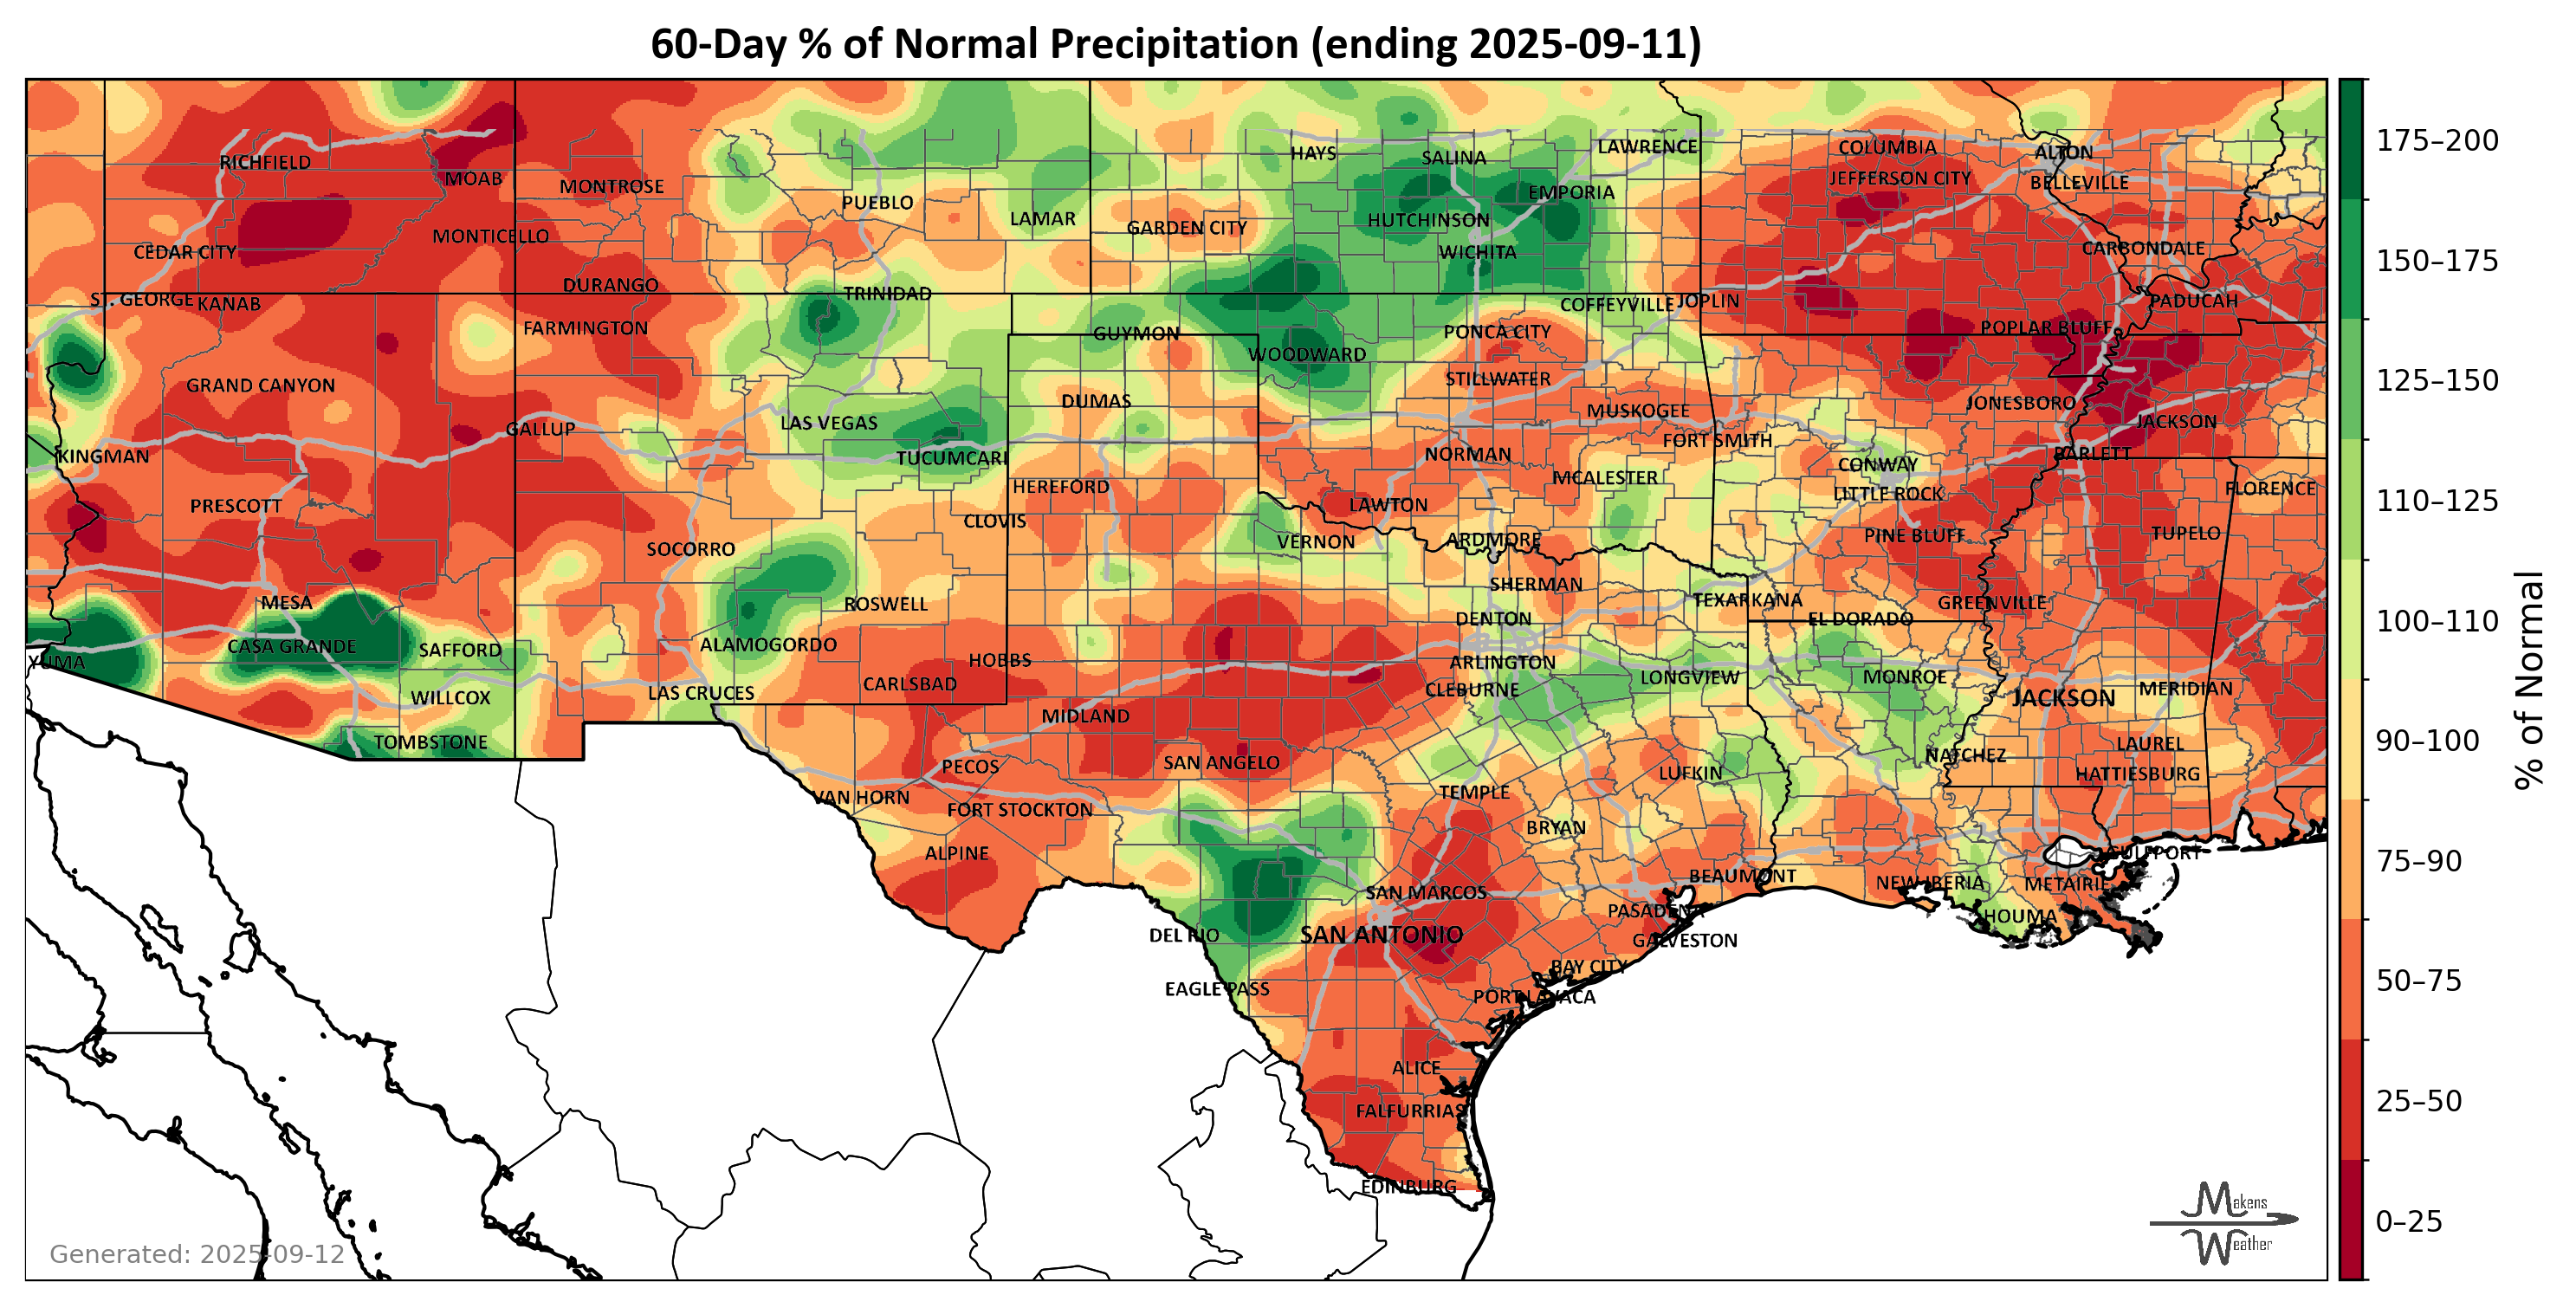 60-Day % of Normal Precipitation (ending 2025-09-11)
RICHFIELD
MOAB
MONTROSE
PUEBLO
LAMAR
HAYS
SALINA
LAWRENCE
COLUMBIA
ALTON
JEFFERSON CITY
BELLEVILLE
EMPORIA
GARDEN CITY
HUTCHINSON
WICHITA
CEDAR CITY
MONTICELLO
CARBONDALE
DURANGO
TRINIDAD
ST. GEORGE
KANAB
COFFEYVILLE
JOPLIN
PADUCAH
FARMINGTON
GUYMON
PONCA CITY
POPLAR BLUFF
WOODWARD
GRAND CANYON
STILLWATER
DUMAS
JONESBORO
MUSKOGEE
LAS VEGAS
GALLUP
JACKSON
FORT SMITH
KINGMAN
TUCUMCARI
NORMAN
BARLETT
CONWAY
MCALESTER
HEREFORD
LITTLE ROCK
FLORENCE
PRESCOTT
LAWTON
CLOVIS
PINE BLUFF
TUPELO
SOCORRO
VERNON
ARDMORE
SHERMAN
MESA
ROSWELL
TEXARKANA
GREENVILLE
DENTON
EL DORADO
CASA GRANDE
SAFFORD
ALAMOGORDO
YUMA
HOBBS
ARLINGTON
CARLSBAD
CLEBURNE
LONGVIEW
MONROE
WILLCOX
LAS CRUCES
JACKSON
MERIDIAN
MIDLAND
TOMBSTONE
LAUREL
NATCHEZ
PECOS
SAN ANGELO
LUFKIN
HATTIESBURG
VAN HORN
FORT STOCKTON
TEMPLE
BRYAN
ALPINE
GULFPORT
BEAUMONT
SAN MARCOS
NEW IBERIA
METAIRIE
PASADENA
HOUMA
DEL RIO
SAN ANTONIO
GALVESTON
BAY CITY
EAGLE PASS
PORT LAVACA
ALICE
FALFURRIAS
EDINBURG
Generated: 2025-09-12
Makens
Weather
175–200
150–175
125–150
110–125
100–110
90–100
75–90
50–75
25–50
0–25
% of Normal